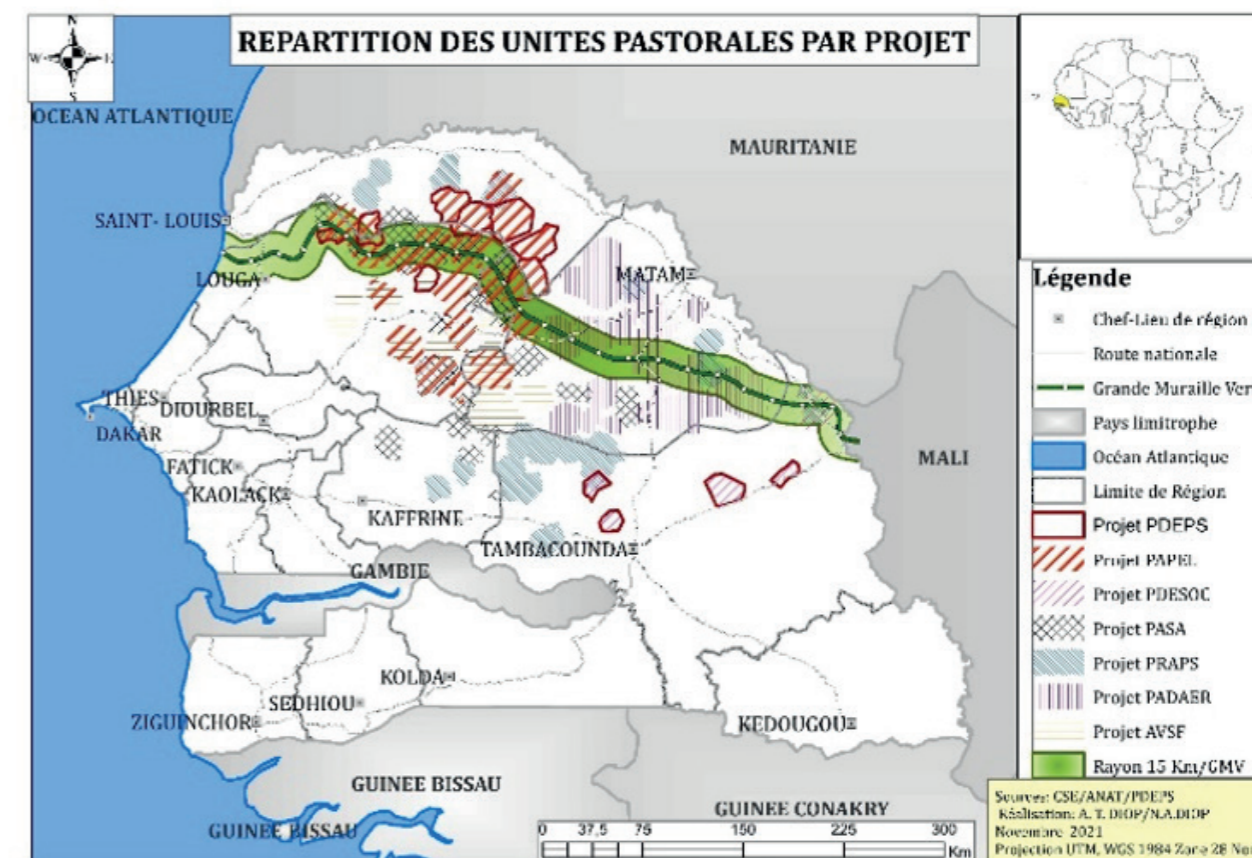 REPARTITION DES UNITES PASTORALES PAR PROJET
N
W
E
S
OCEAN ATLANTIQUE
MAURITANIE
SAINT- LOUIS
LOUGA
MATAM
THIES
DIOURBEL
DAKAR
FATICK
KAOLACK
KAFFRINE
MALI
TAMBACOUNDA
GAMBIE
KOLDA
SEDHIOU
ZIGUINCHOR
KEDOUGOU
GUINEE BISSAU
GUINEE CONAKRY
GUINEE BISSAU
0 37,5 75 150 225 300
Km
Légende
Chef-Lieu de région
Route nationale
Grande Muraille Ver
Pays limitrophe
Océan Atlantique
Limite de Région
Projet PDEPS
Projet PAPEL
Projet PDESOC
Projet PASA
Projet PRAPS
Projet PADAER
Projet AVSF
Rayon 15 Km/GMV
Sources: CSE/ANAT/PDEPS
Réalisation: A. T. DIOP/N.A.DIOP
Novembre 2021
Projection UTM, WGS 1984 Zone 28 No